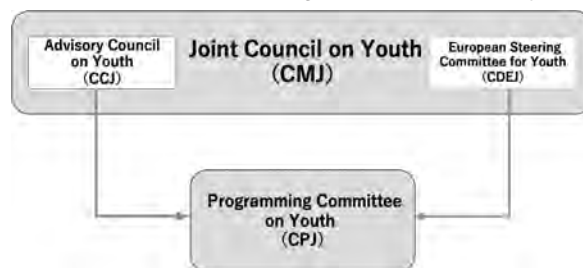 Advisory Council
on Youth
(CCJ)
Joint Council on Youth
(CMJ)
European Steering
Committee for Youth
(CDEJ)
Programming Committee
on Youth
(CPJ)